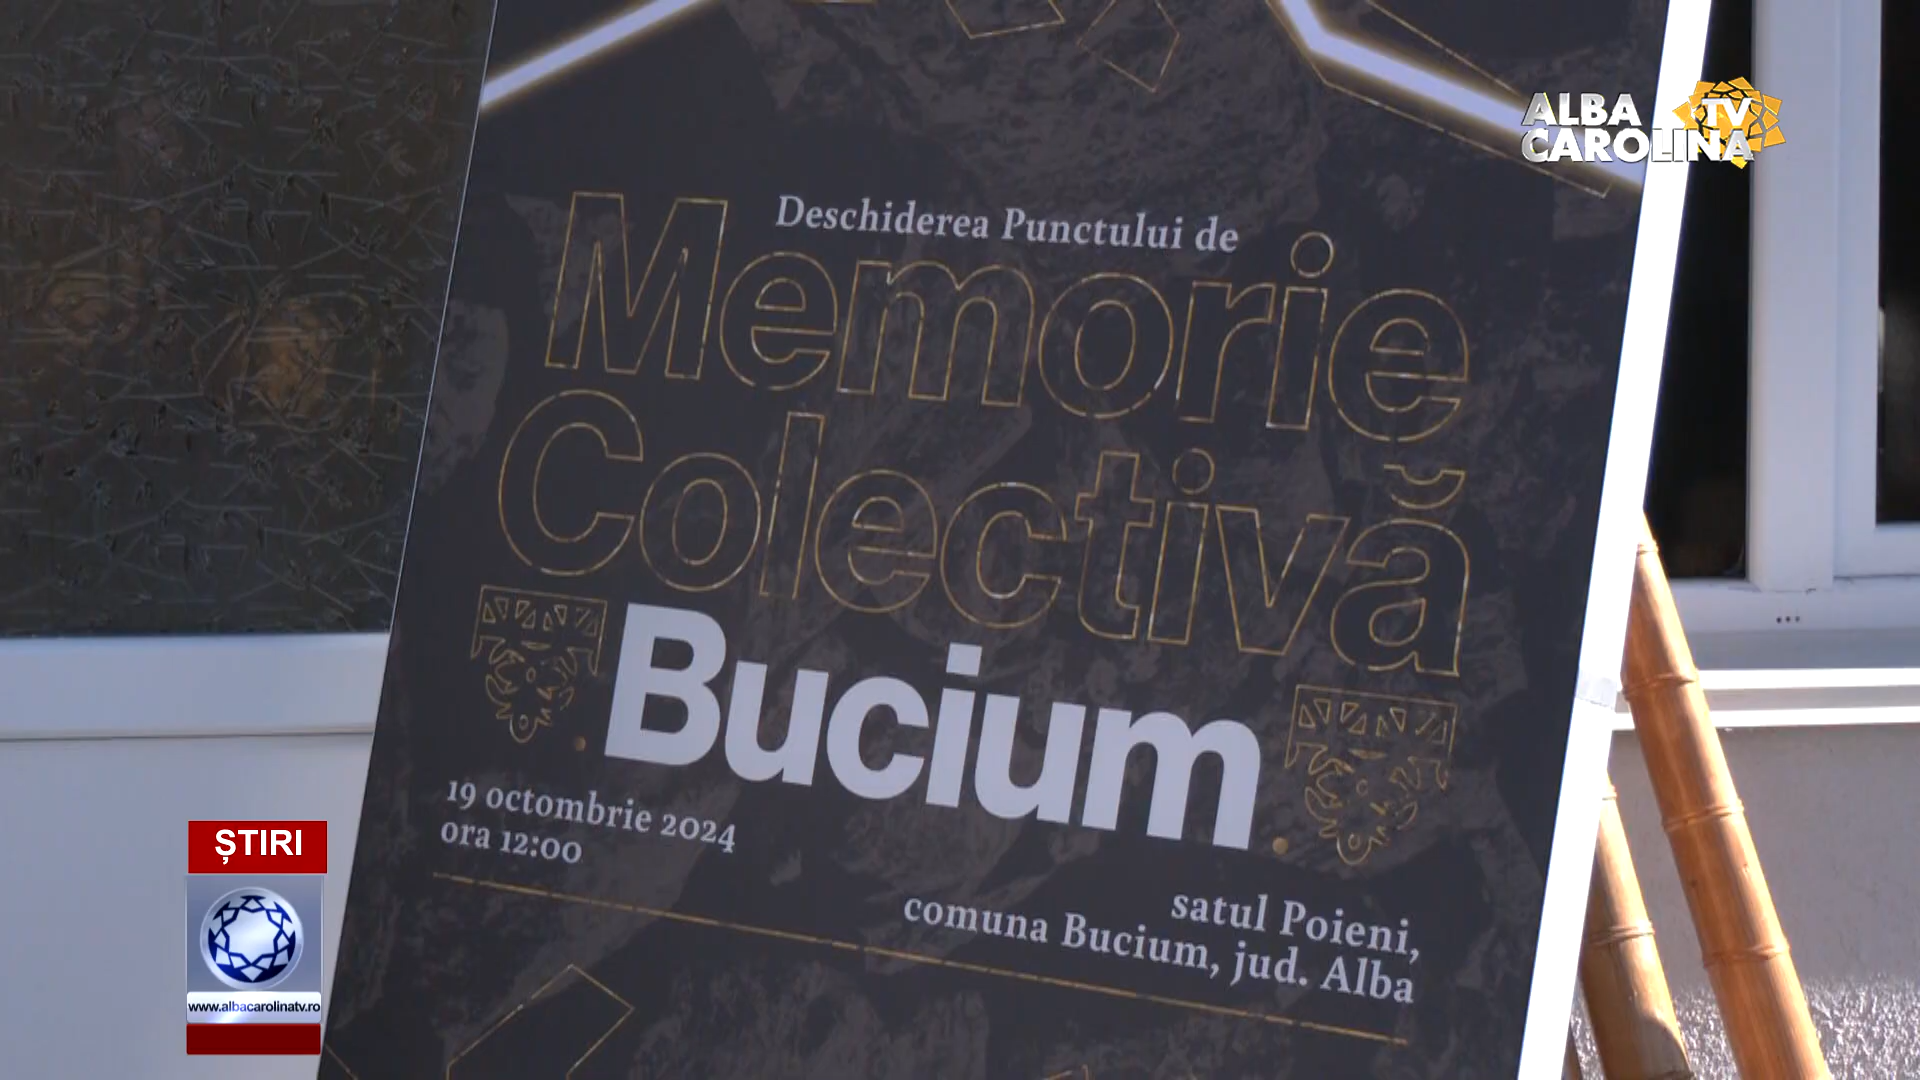 ALBA TV
CAROLINA
Deschiderea Punctului de
Memorie
Colectivă
Bucium
19 octombrie 2024
ora 12:00
satul Poieni,
comuna Bucium, jud. Alba
ȘTIRI
www.albacarolinatv.ro